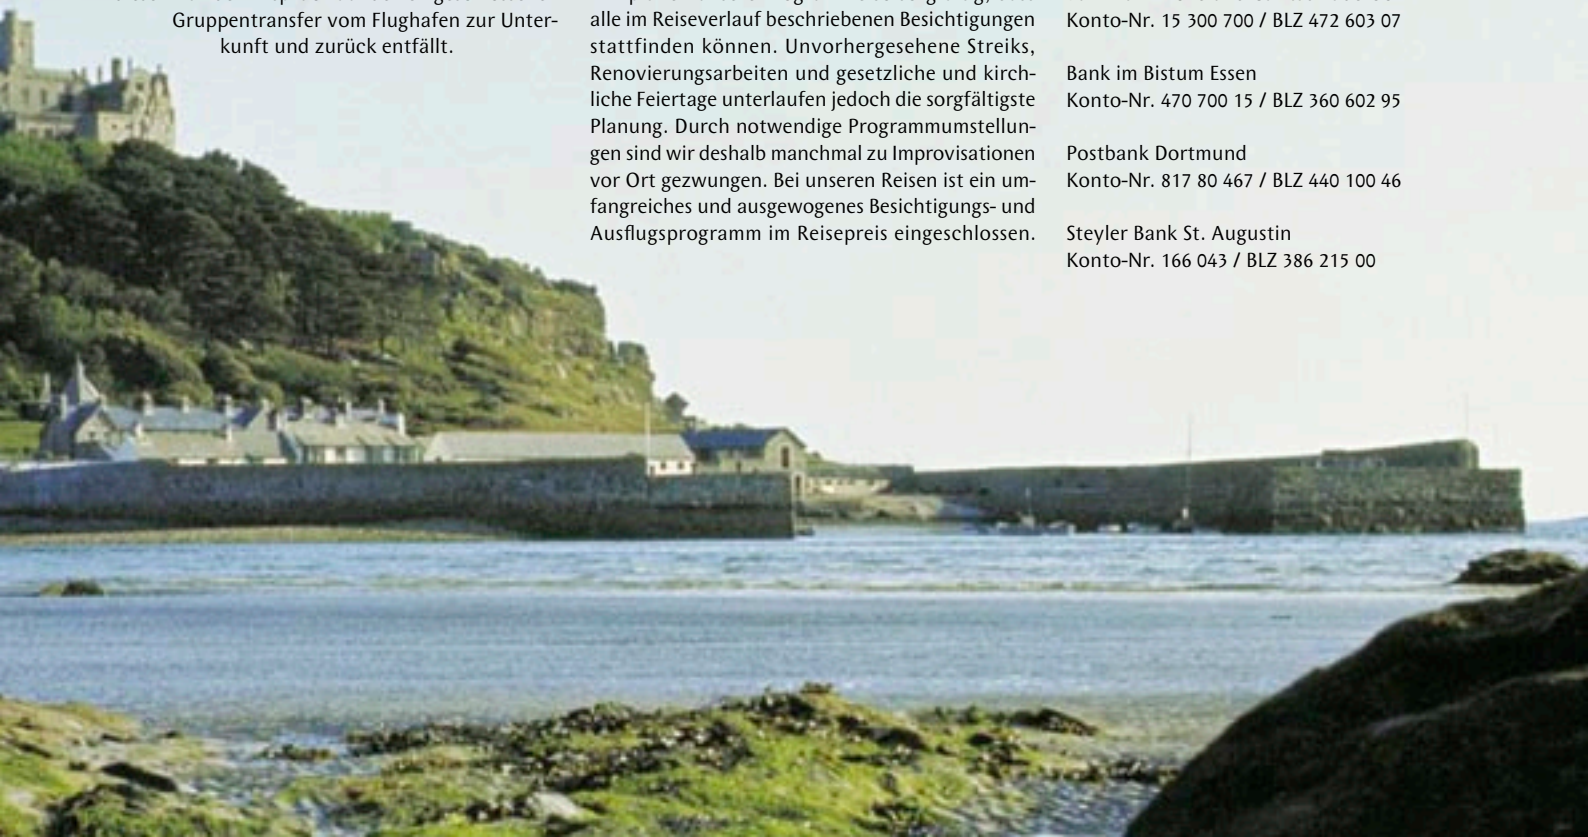 Gruppentransfer vom Flughafen zur Unter-
kunft und zurück entfällt.
alle im Reiseverlauf beschriebenen Besichtigungen
stattfinden können. Unvorhergesehene Streiks,
Renovierungsarbeiten und gesetzliche und kirch-
liche Feiertage unterlaufen jedoch die sorgfältigste
Planung. Durch notwendige Programmumstellun-
gen sind wir deshalb manchmal zu Improvisationen
vor Ort gezwungen. Bei unseren Reisen ist ein um-
fangreiches und ausgewogenes Besichtigungs- und
Ausflugsprogramm im Reisepreis eingeschlossen.
Konto-Nr. 15 300 700 / BLZ 472 603 07
Bank im Bistum Essen
Konto-Nr. 470 700 15 / BLZ 360 602 95
Postbank Dortmund
Konto-Nr. 817 80 467 / BLZ 440 100 46
Steyler Bank St. Augustin
Konto-Nr. 166 043 / BLZ 386 215 00